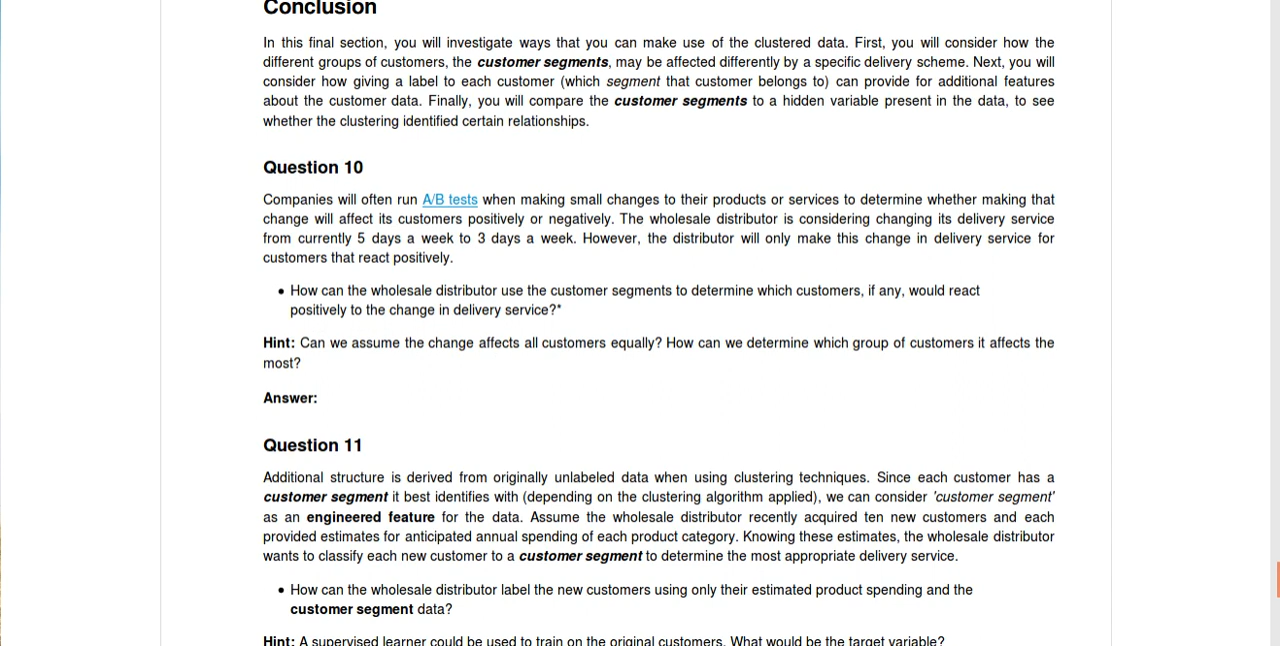 Conclusion
In this final section, you will investigate ways that you can make use of the clustered data. First, you will consider how the
different groups of customers, the customer segments, may be affected differently by a specific delivery scheme. Next, you will
consider how giving a label to each customer (which segment that customer belongs to) can provide for additional features
about the customer data. Finally, you will compare the customer segments to a hidden variable present in the data, to see
whether the clustering identified certain relationships.
Question 10
Companies will often run A/B tests when making small changes to their products or services to determine whether making that
change will affect its customers positively or negatively. The wholesale distributor is considering changing its delivery service
from currently 5 days a week to 3 days a week. However, the distributor will only make this change in delivery service for
customers that react positively.
• How can the wholesale distributor use the customer segments to determine which customers, if any, would react
positively to the change in delivery service?*
Hint: Can we assume the change affects all customers equally? How can we determine which group of customers it affects the
most?
Answer:
Question 11
Additional structure is derived from originally unlabeled data when using clustering techniques. Since each customer has a
customer segment it best identifies with (depending on the clustering algorithm applied), we can consider 'customer segment'
as an engineered feature for the data. Assume the wholesale distributor recently acquired ten new customers and each
provided estimates for anticipated annual spending of each product category. Knowing these estimates, the wholesale distributor
wants to classify each new customer to a customer segment to determine the most appropriate delivery service.
• How can the wholesale distributor label the new customers using only their estimated product spending and the
customer segment data?
Hint: A supervised learner could be used to train on the original customers. What would be the target variable?